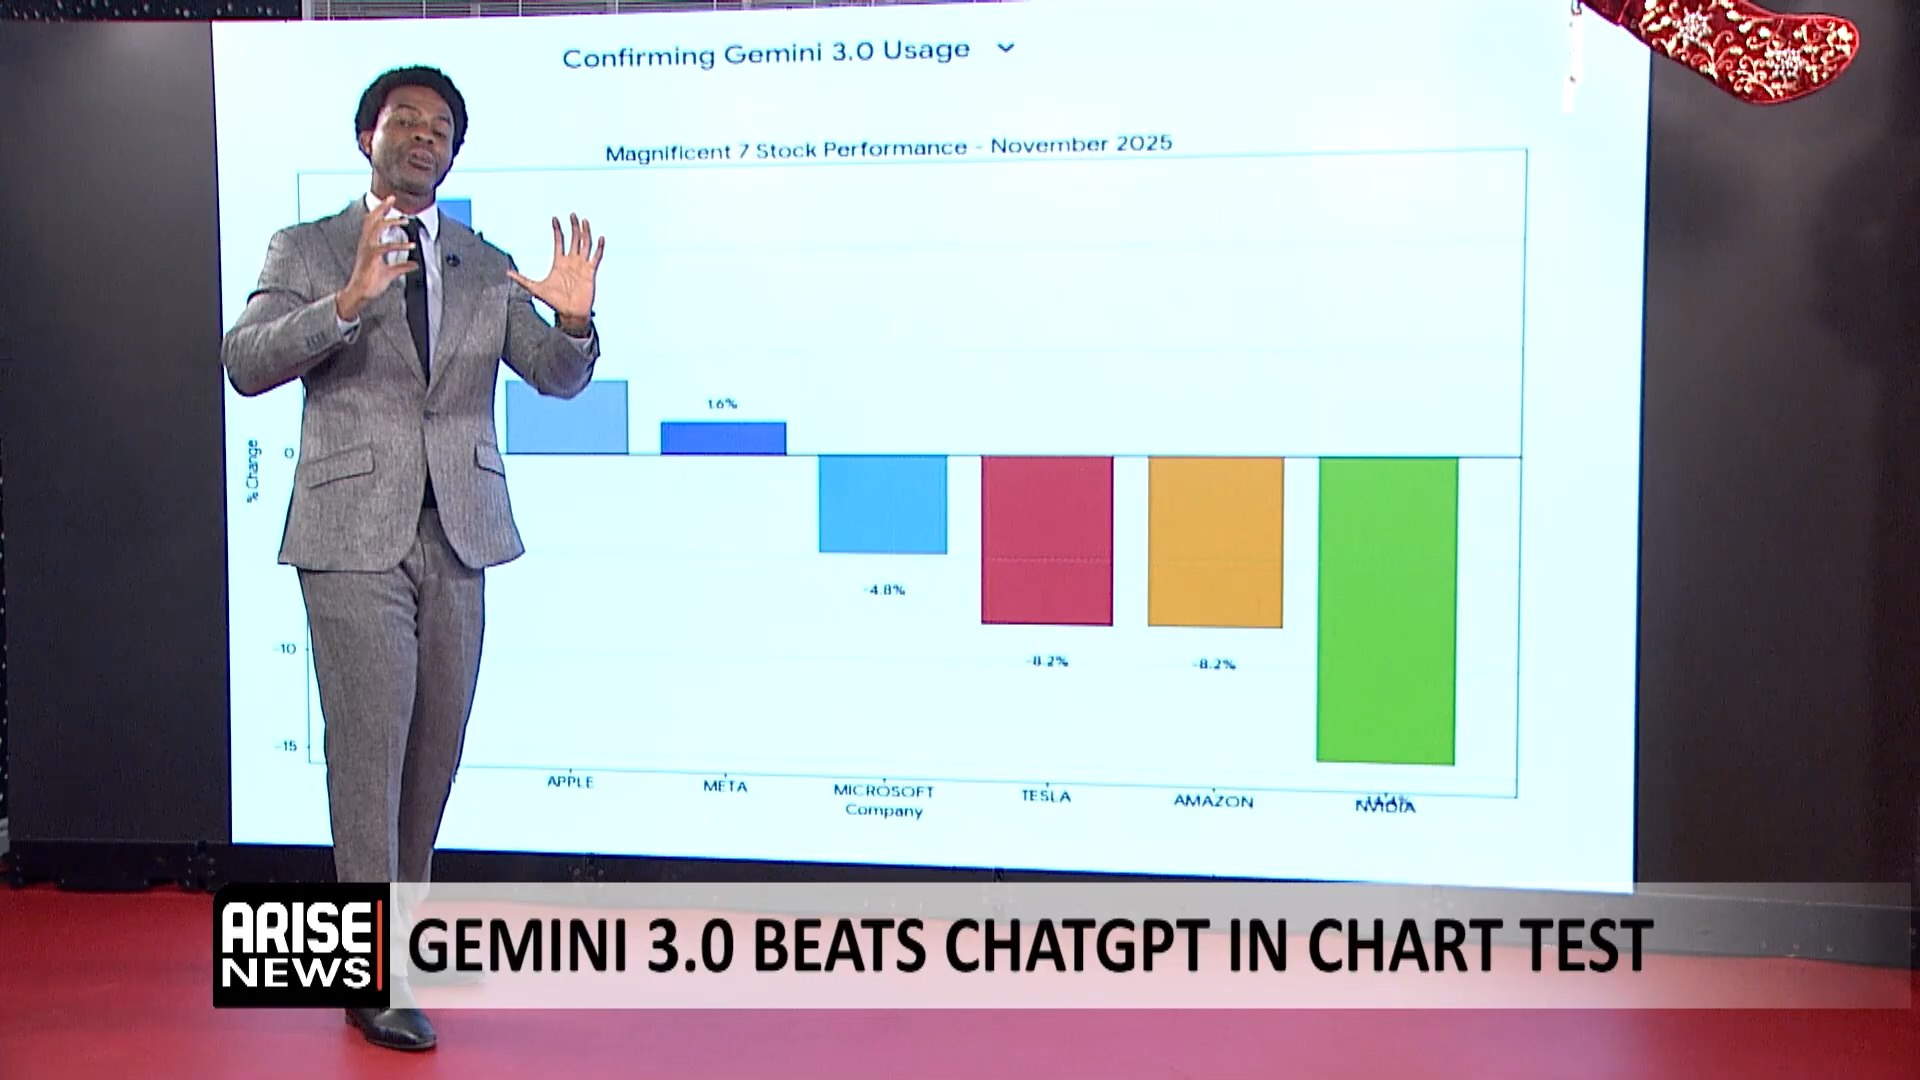 Confirming Gemini 3.0 Usage
Magnificent 7 Stock Performance - November 2025
1.6%
% Change
0
-4.8%
-10
-8.2%
-8.2%
-15
APPLE
META
MICROSOFT
TESLA
AMAZON
NVIDIA
Company
ARISE
NEWS
GEMINI 3.0 BEATS CHATGPT IN CHART TEST